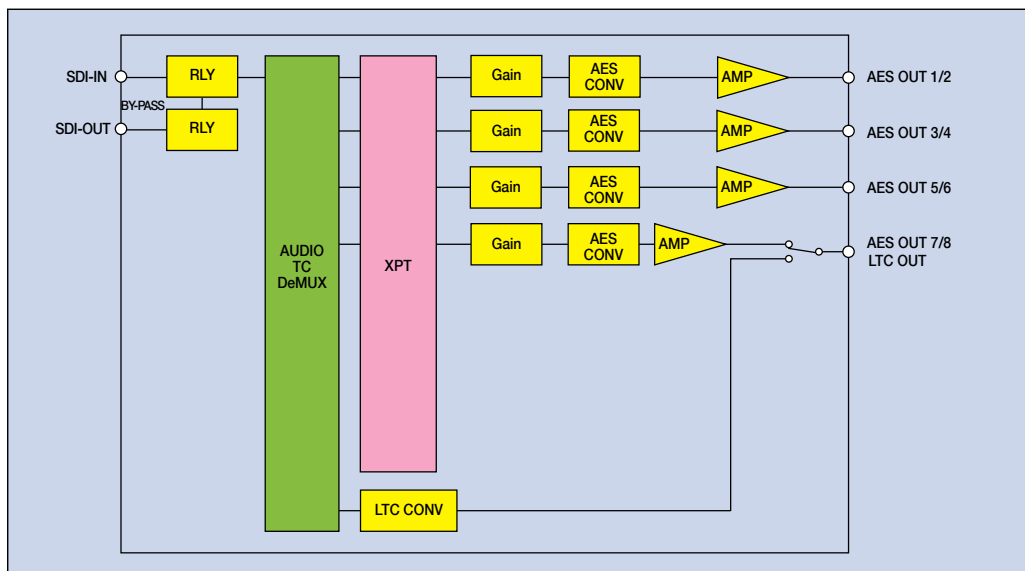 SDI-IN
RLY
BY-PASS
SDI-OUT
RLY
AUDIO
TC
DeMUX
XPT
Gain
AES
CONV
AMP
AES OUT 1/2
Gain
AES
CONV
AMP
AES OUT 3/4
Gain
AES
CONV
AMP
AES OUT 5/6
Gain
AES
CONV
AMP
AES OUT 7/8
LTC OUT
LTC CONV